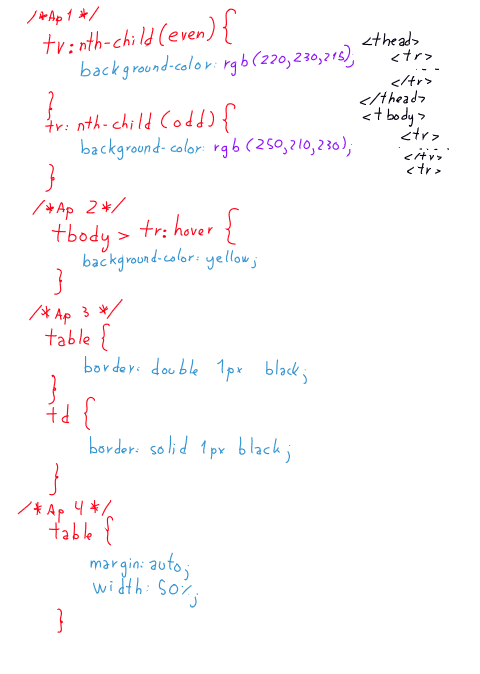 /*Ap 1*/
tr:nth-child(even){
background-color: rgb(220,230,215);
}
tr: nth-child(odd){
background-color: rgb(250,210,230);
}
<thead>
<tr>
....
</tr>
</thead>
<tbody>
<tr>
. ... .
</tr>
<tr>
/*Ap 2*/
tbody > tr:hover {
background-color: yellow;
}
/*Ap 3 */
table {
border: double 1px black;
}
td {
border: solid 1px black;
}
/*Ap 4*/
table {
margin: auto;
width: 50%;
}